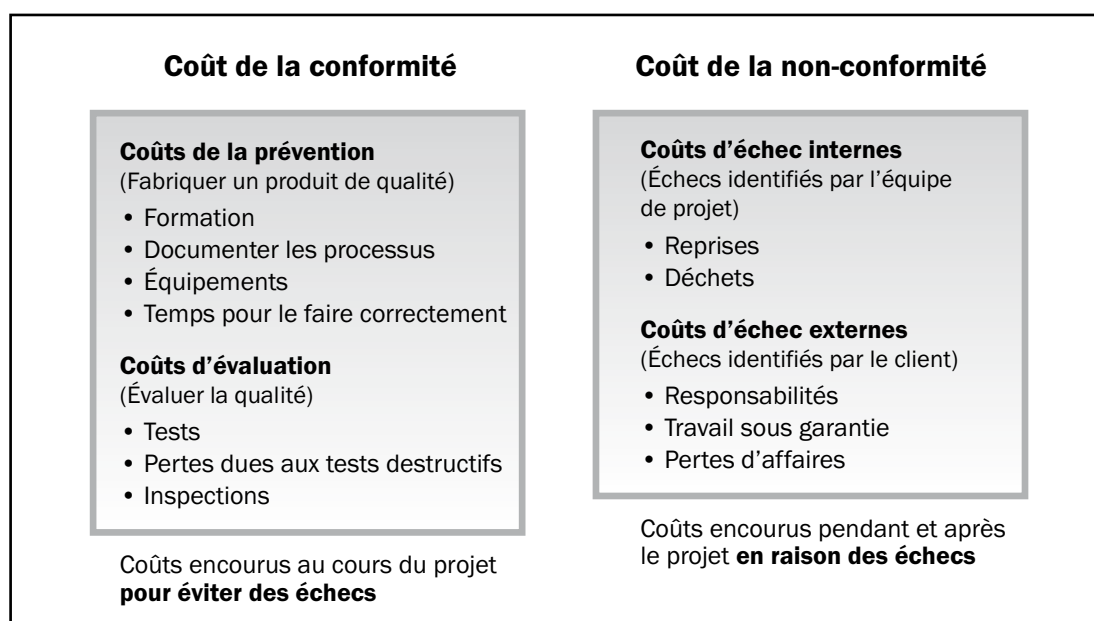 Coût de la conformité
Coûts de la prévention
(Fabriquer un produit de qualité)
• Formation
• Documenter les processus
• Équipements
• Temps pour le faire correctement
Coûts d'évaluation
(Évaluer la qualité)
• Tests
• Pertes dues aux tests destructifs
• Inspections
Coûts encourus au cours du projet
pour éviter des échecs
Coût de la non-conformité
Coûts d'échec internes
(Échecs identifiés par l'équipe
de projet)
• Reprises
• Déchets
Coûts d'échec externes
(Échecs identifiés par le client)
• Responsabilités
• Travail sous garantie
• Pertes d'affaires
Coûts encourus pendant et après
le projet en raison des échecs